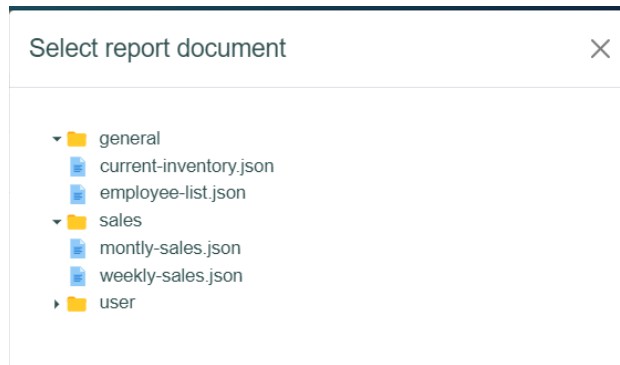 Select report document
general
current-inventory.json
employee-list.json
sales
montly-sales.json
weekly-sales.json
user